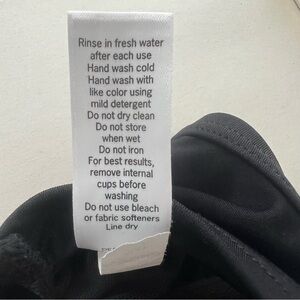 Rinse in fresh water
after each use
Hand wash cold
Hand wash with
like color using
mild detergent
Do not dry clean
Do not store
when wet
Do not iron
For best results,
remove internal
cups before
washing
Do not use bleach
or fabric softeners
Line dry